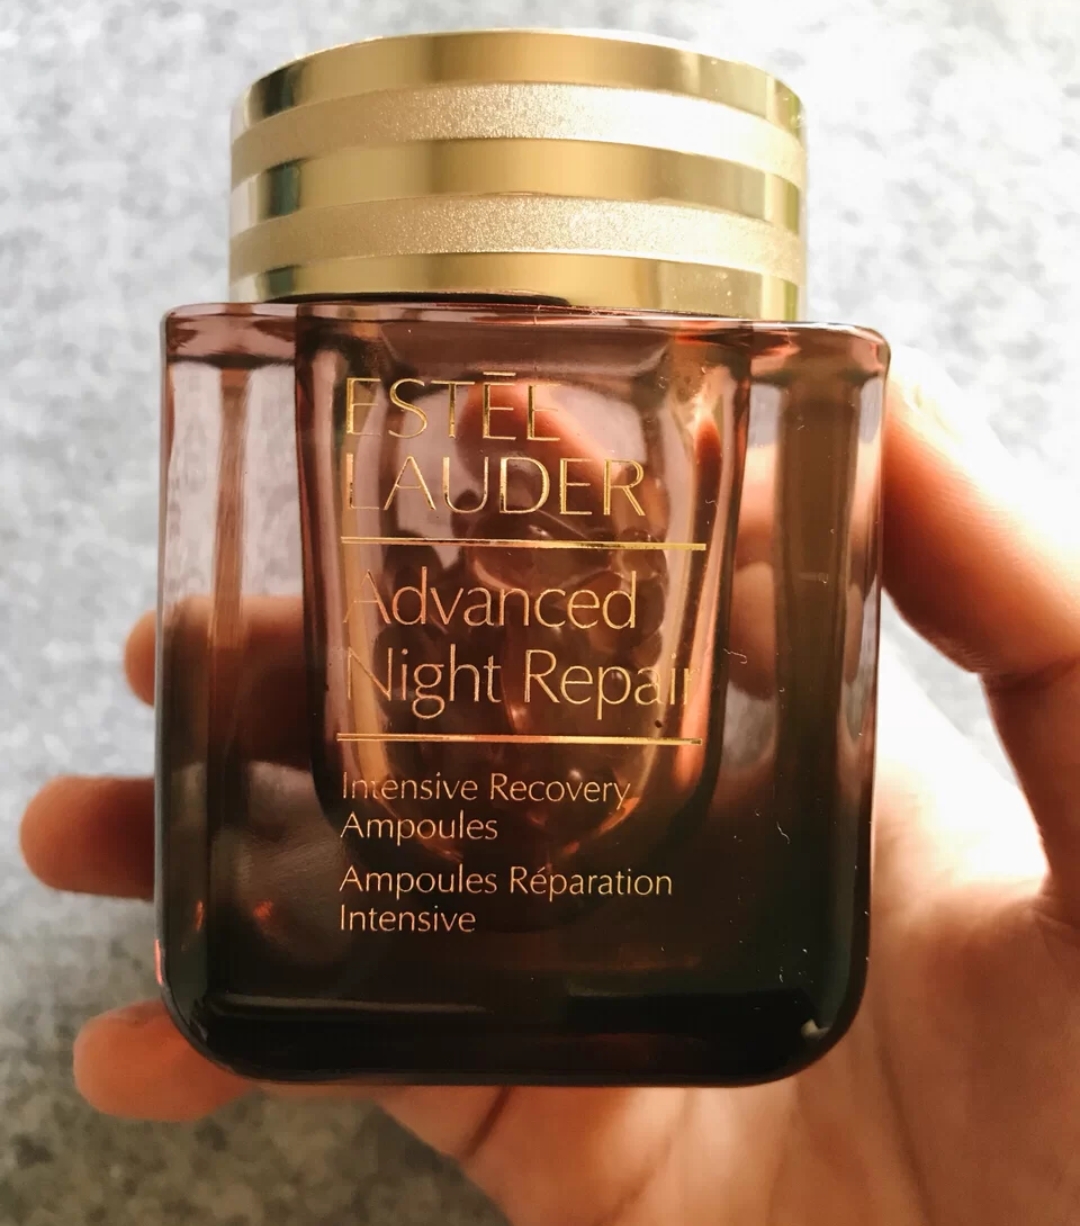 ESTĒE
LAUDER
Advanced
Night Repair
Intensive Recovery
Ampoules
Ampoules Réparation
Intensive